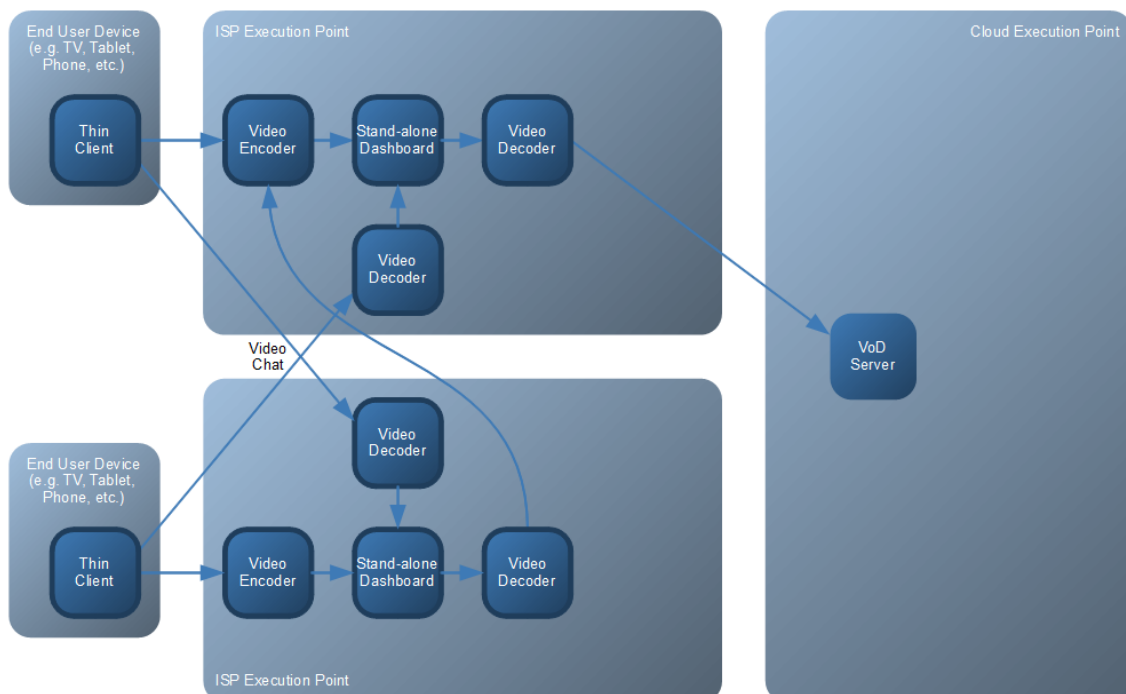 End User Device
(e.g. TV, Tablet,
Phone, etc.)
Thin
Client
ISP Execution Point
Video
Encoder
Stand-alone
Dashboard
Video
Decoder
Video
Decoder
Cloud Execution Point
VoD
Server
Video
Chat
End User Device
(e.g. TV, Tablet,
Phone, etc.)
Thin
Client
Video
Decoder
Video
Encoder
Stand-alone
Dashboard
Video
Decoder
ISP Execution Point